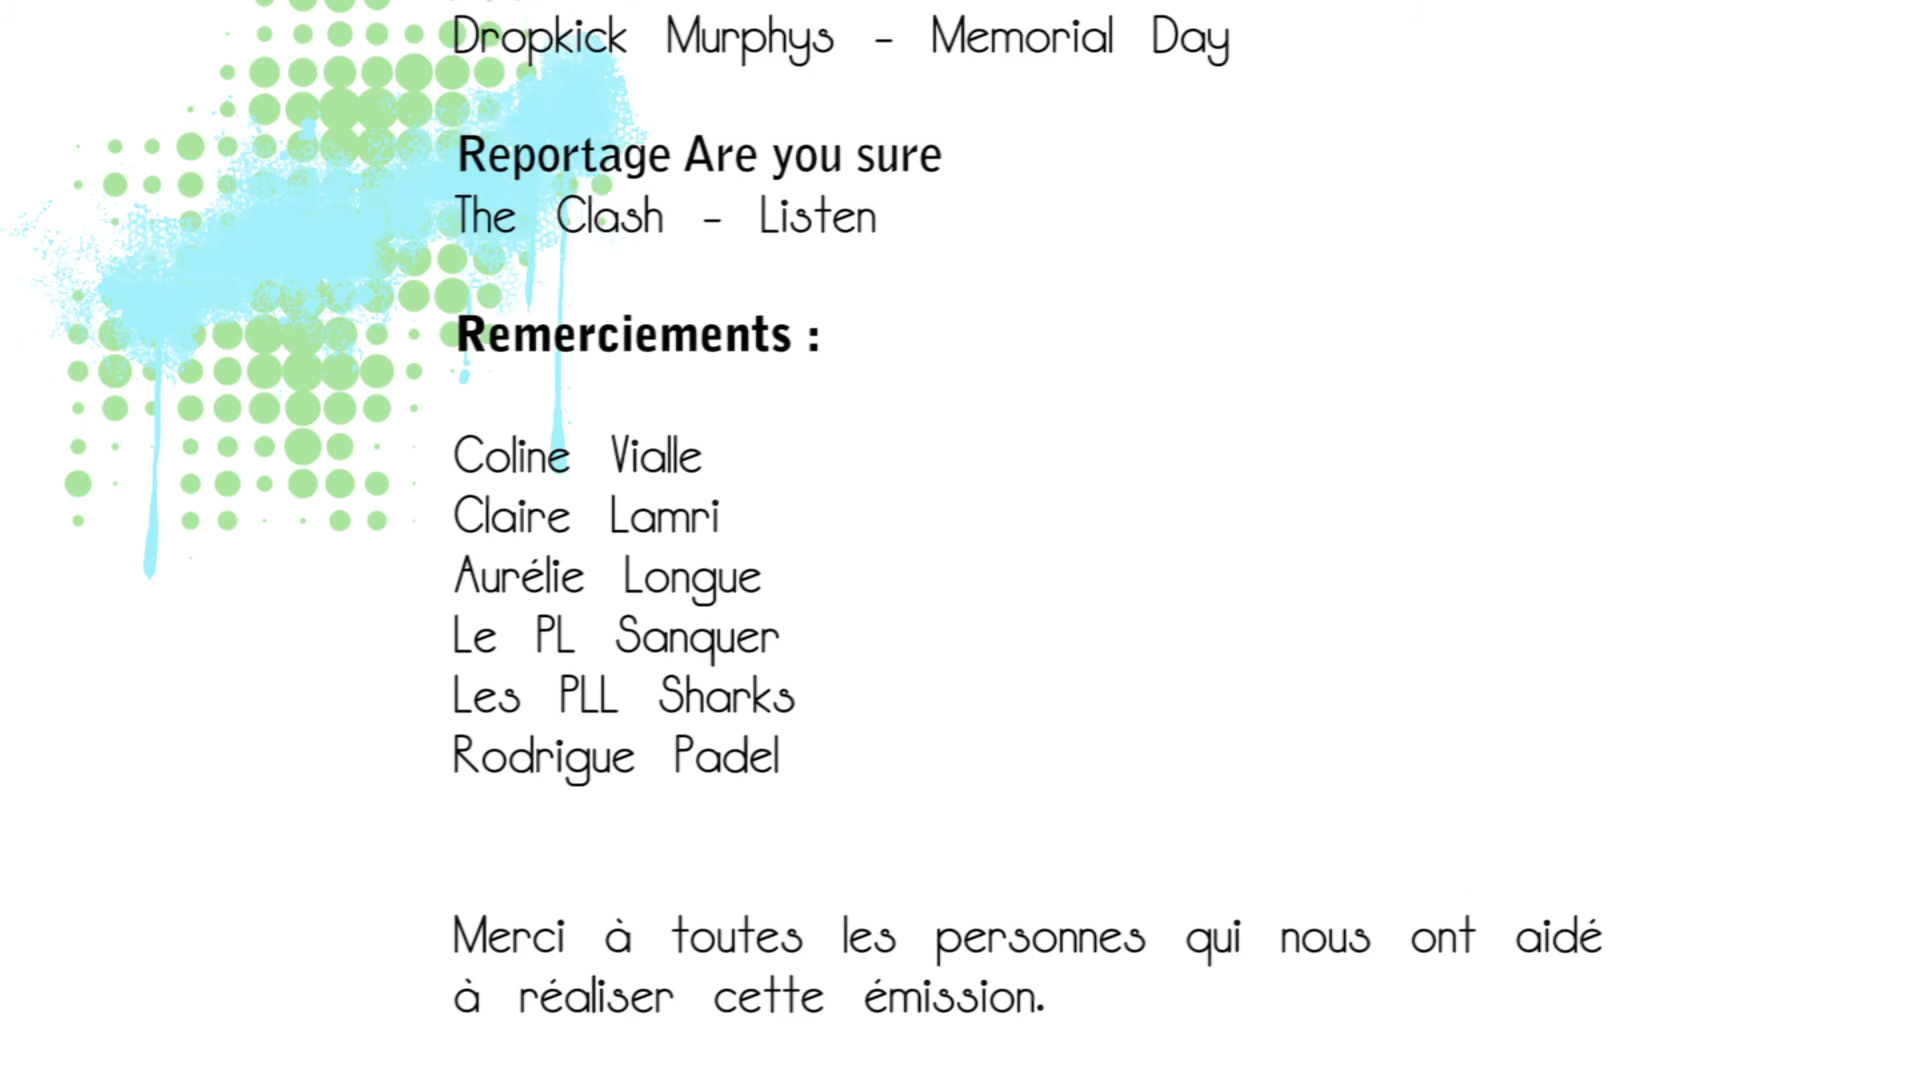 Dropkick Murphys - Memorial Day
Reportage Are you sure
The Clash - Listen
Remerciements :
Coline Vialle
Claire Lamri
Aurélie Longue
Le PL Sanquer
Les PLL Sharks
Rodrigue Padel
Merci à toutes les personnes qui nous ont aidé
à réaliser cette émission.